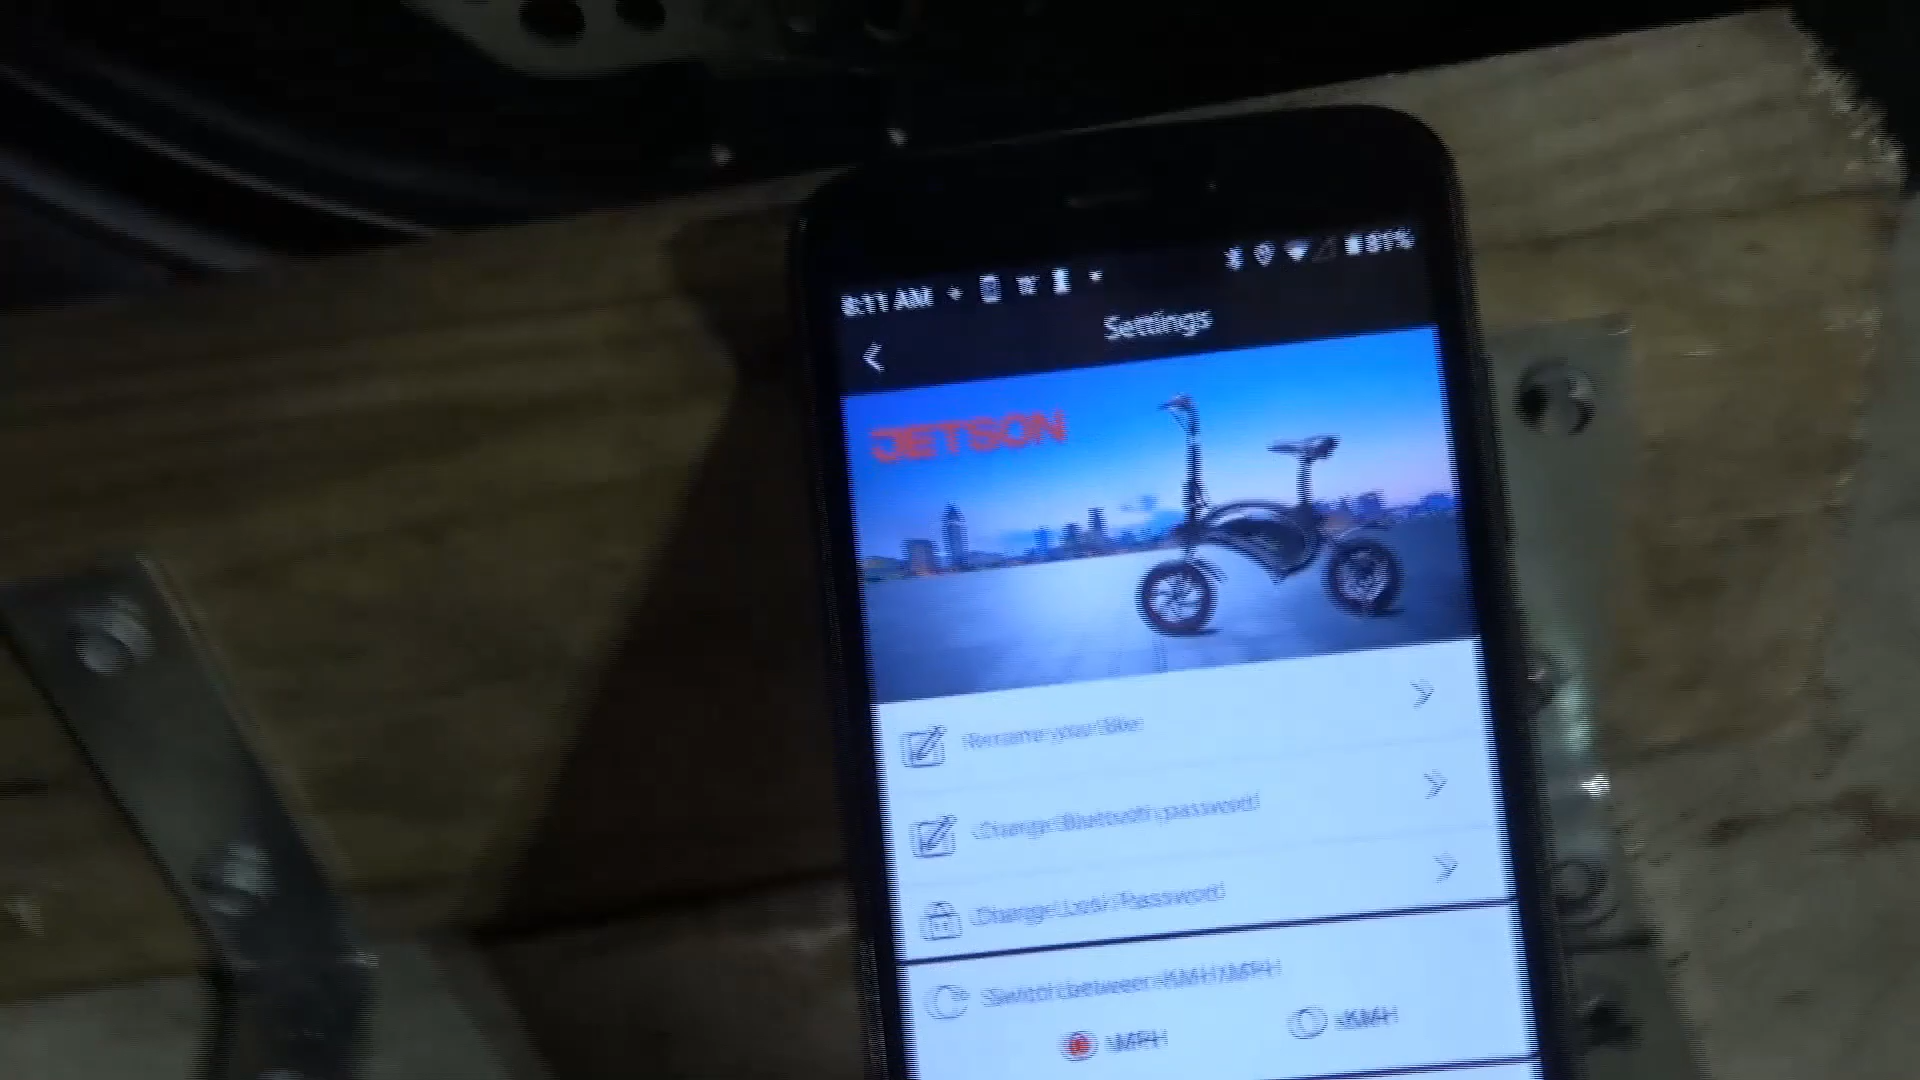 8:11 AM
81%
Settings
JETSON
Rename your Bike
Change Bluetooth password
Change Lock Password
Switch between KMH/MPH
MPH
KMH